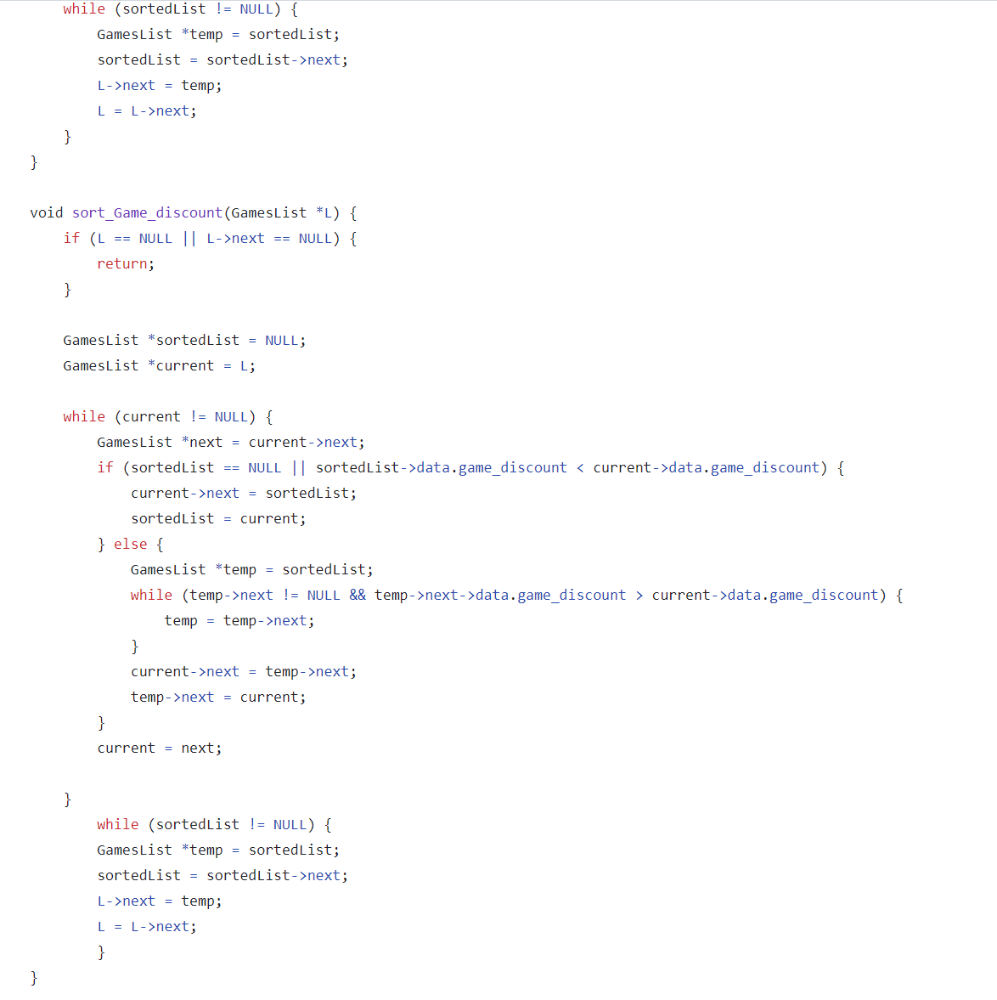 while (sortedList != NULL) {
        GamesList *temp = sortedList;
        sortedList = sortedList->next;
        L->next = temp;
        L = L->next;
    }
}

void sort_Game_discount(GamesList *L) {
    if (L == NULL || L->next == NULL) {
        return;
    }

    GamesList *sortedList = NULL;
    GamesList *current = L;

    while (current != NULL) {
        GamesList *next = current->next;
        if (sortedList == NULL || sortedList->data.game_discount < current->data.game_discount) {
            current->next = sortedList;
            sortedList = current;
        } else {
            GamesList *temp = sortedList;
            while (temp->next != NULL && temp->next->data.game_discount > current->data.game_discount) {
                temp = temp->next;
            }
            current->next = temp->next;
            temp->next = current;
        }
        current = next;

    }
        while (sortedList != NULL) {
        GamesList *temp = sortedList;
        sortedList = sortedList->next;
        L->next = temp;
        L = L->next;
        }
}